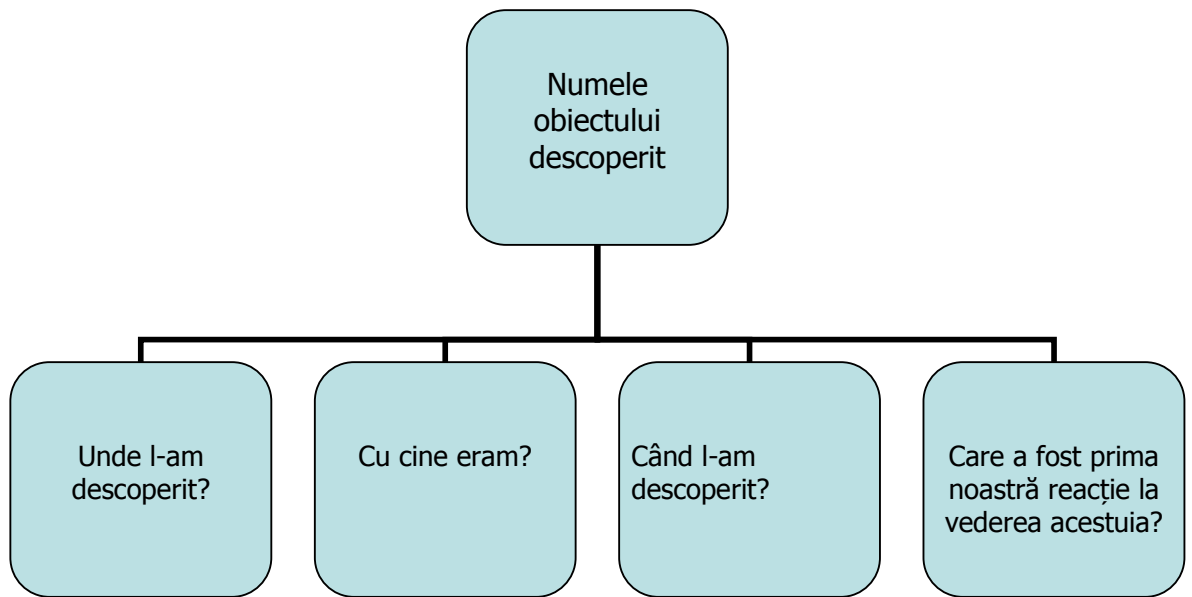 Numele
obiectului
descoperit
Unde l-am
descoperit?
Cu cine eram?
Când l-am
descoperit?
Care a fost prima
noastră reacție la
vederea acestuia?